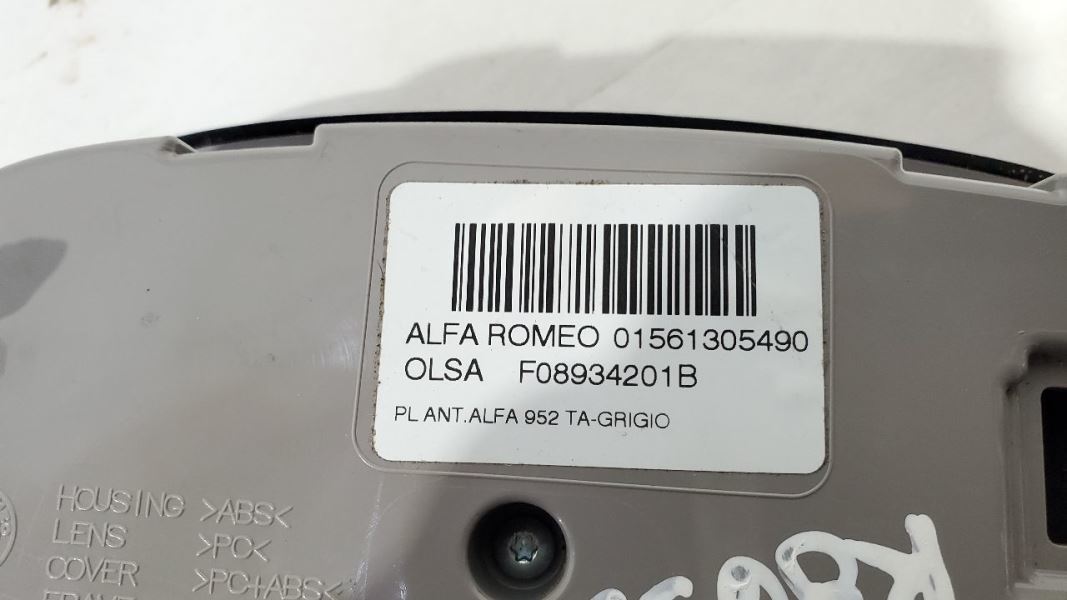 ALFA ROMEO 01561305490
OLSA F08934201B
PL ANT.ALFA 952 TA-GRIGIO
HOUSING >ABS<
LENS >PC<
COVER >PC+ABS<